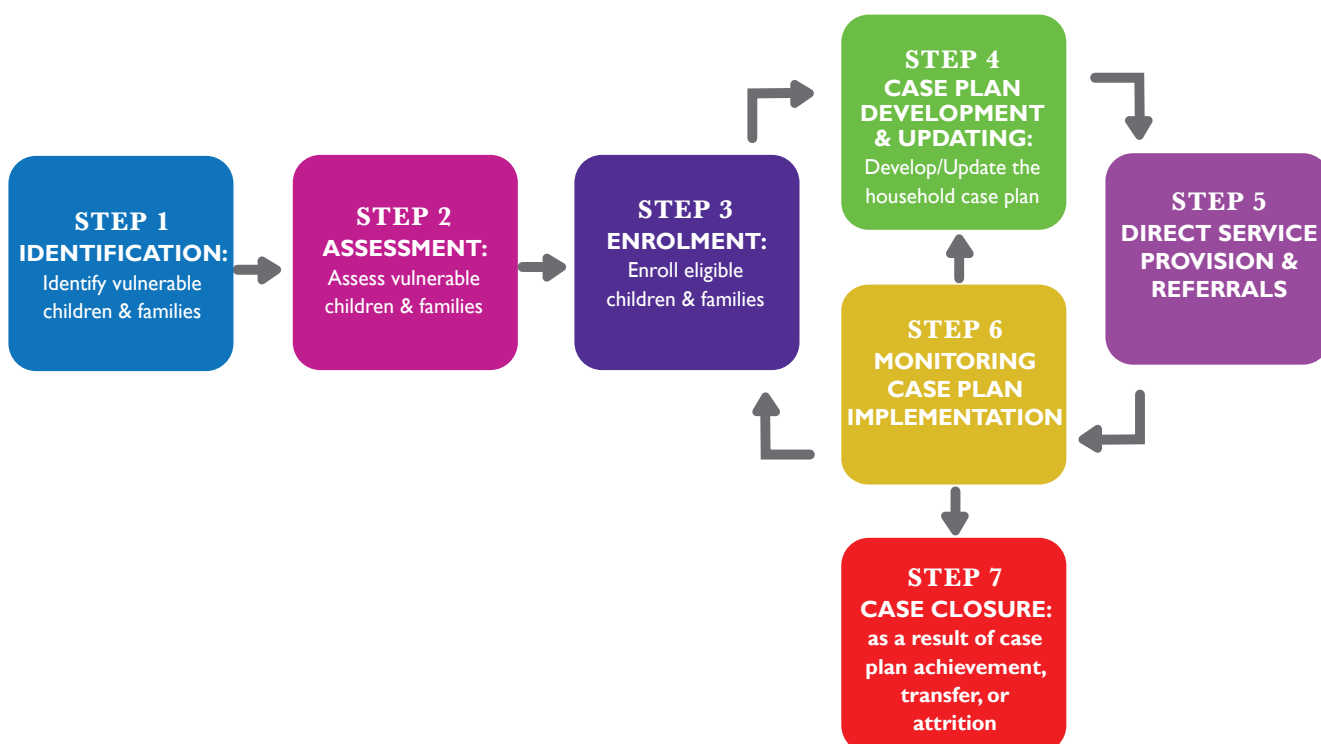 STEP 1
IDENTIFICATION:
Identify vulnerable
children & families
STEP 2
ASSESSMENT:
Assess vulnerable
children & families
STEP 3
ENROLMENT:
Enroll eligible
children & families
STEP 4
CASE PLAN
DEVELOPMENT
& UPDATING:
Develop/Update the
household case plan
STEP 5
DIRECT SERVICE
PROVISION &
REFERRALS
STEP 6
MONITORING
CASE PLAN
IMPLEMENTATION
STEP 7
CASE CLOSURE:
as a result of case
plan achievement,
transfer, or
attrition